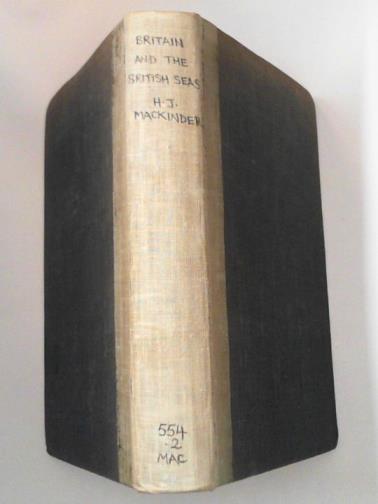 BRITAIN
AND THE
BRITISH SEAS
H.J.
MACKINDER
554
.2
MAC